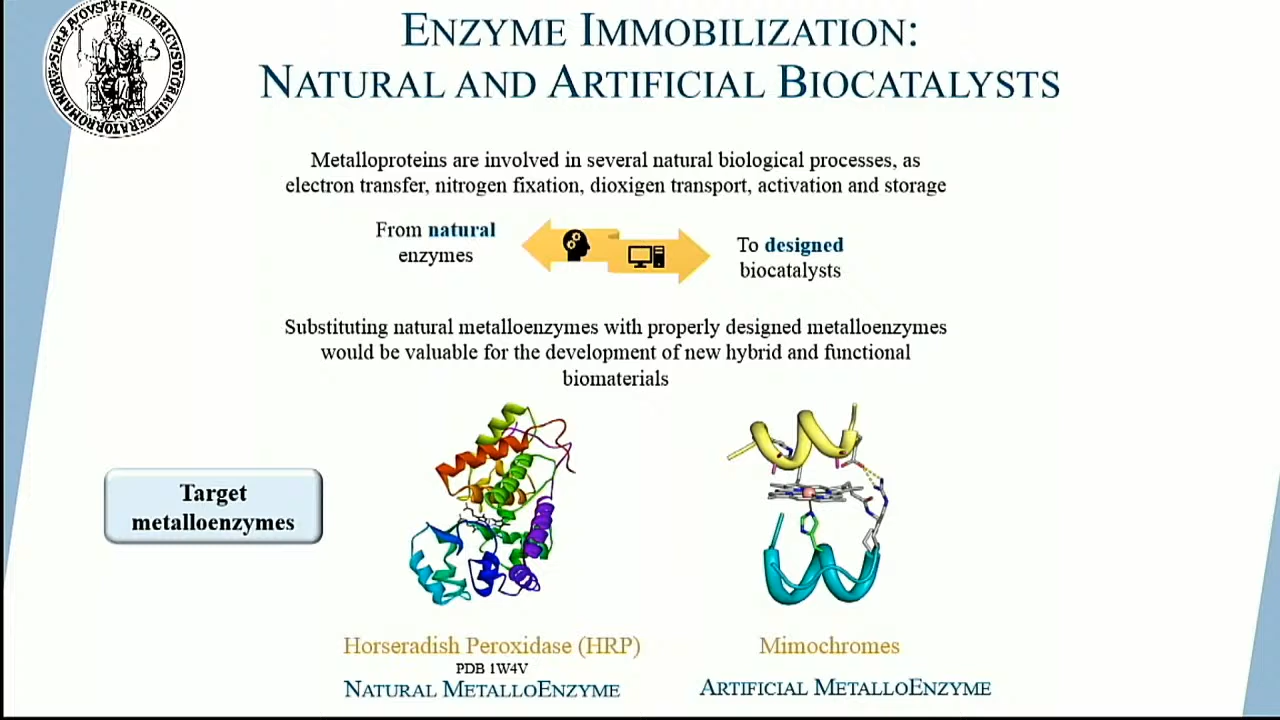 ENZYME IMMOBILIZATION:
NATURAL AND ARTIFICIAL BIOCATALYSTS
Metalloproteins are involved in several natural biological processes, as
electron transfer, nitrogen fixation, dioxigen transport, activation and storage
From natural
enzymes
To designed
biocatalysts
Substituting natural metalloenzymes with properly designed metalloenzymes
would be valuable for the development of new hybrid and functional
biomaterials
Target
metalloenzymes
Horseradish Peroxidase (HRP)
PDB 1W4V
NATURAL METALLOENZYME
Mimochromes
ARTIFICIAL METALLOENZYME